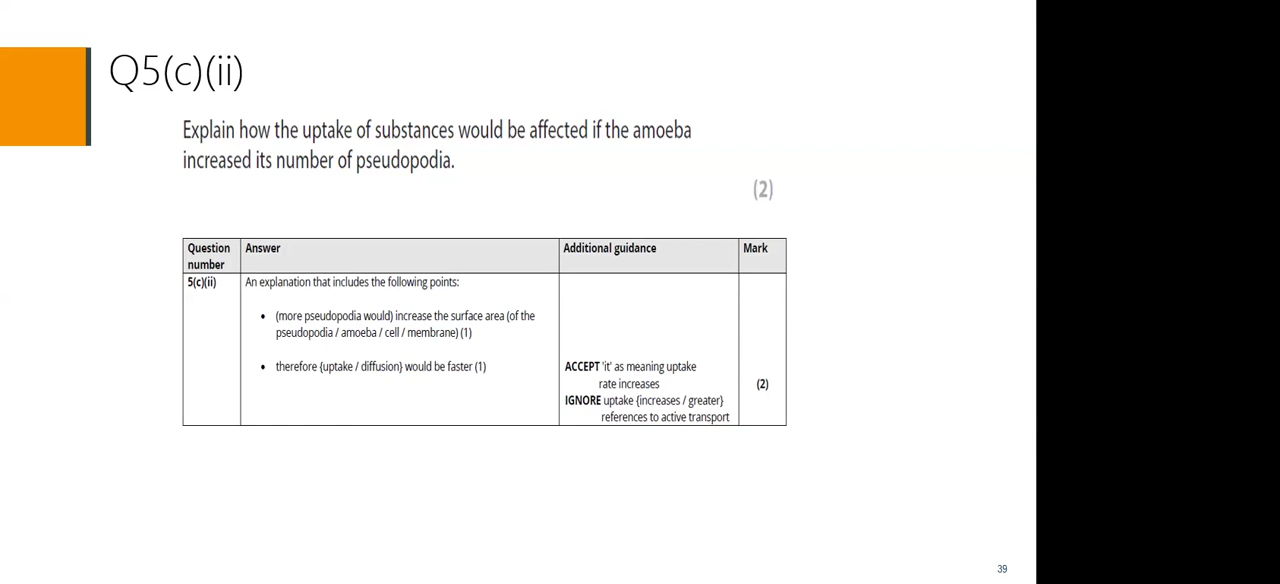 Q5(c)(ii)
Explain how the uptake of substances would be affected if the amoeba
increased its number of pseudopodia.
(2)
Question number Answer Additional guidance Mark
5(c)(ii) An explanation that includes the following points:
• (more pseudopodia would) increase the surface area (of the
pseudopodia / amoeba / cell / membrane) (1)
• therefore {uptake / diffusion} would be faster (1)
ACCEPT 'it' as meaning uptake
rate increases
IGNORE uptake {increases / greater}
references to active transport
(2)
39